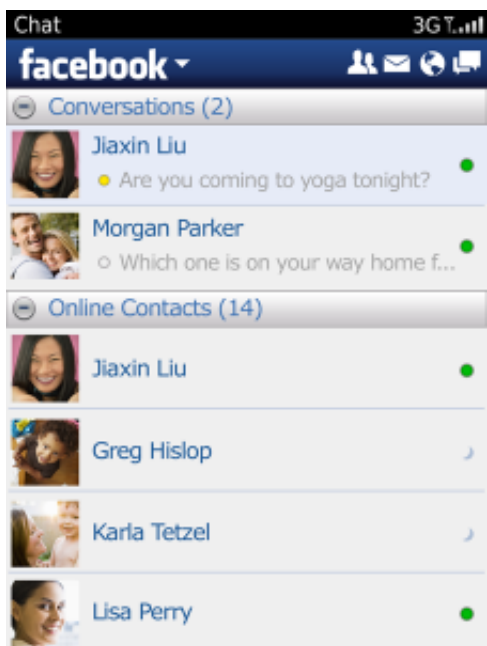 Chat 3G
facebook
Conversations (2)
Jiaxin Liu
Are you coming to yoga tonight?
Morgan Parker
Which one is on your way home f...
Online Contacts (14)
Jiaxin Liu
Greg Hislop
Karla Tetzel
Lisa Perry